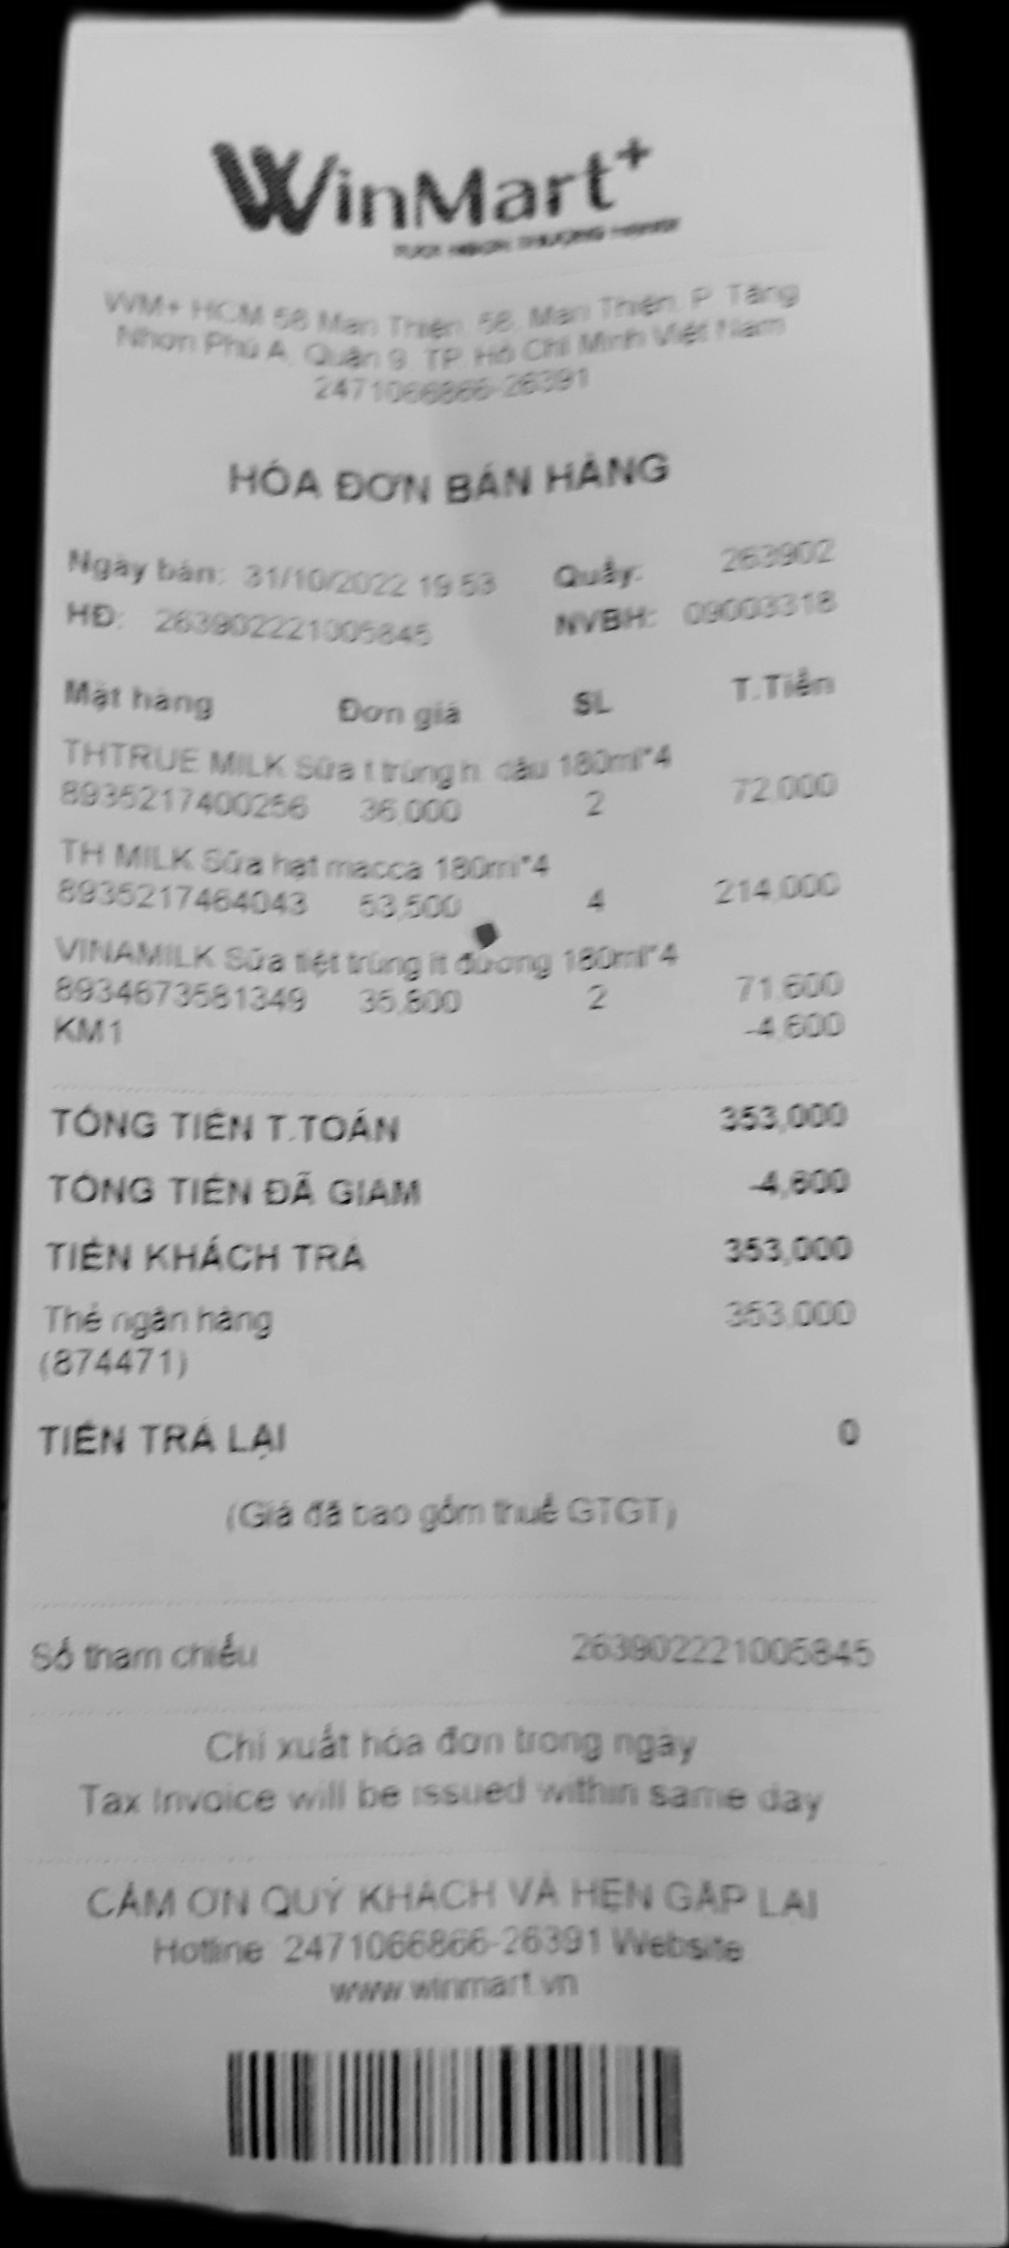 WinMart+
TƯƠI NGON THƯỢNG HẠNG
WM+ HCM 58 Man Thiện, 58, Man Thiện, P. Tăng
Nhơn Phú A, Quận 9, TP. Hồ Chí Minh Việt Nam
2471066866-26391
HÓA ĐƠN BÁN HÀNG
Ngày bán: 31/10/2022 19:53 Quầy: 263902
HĐ: 263902221005845 NVBH: 09003318
Mặt hàng Đơn giá SL T.Tiền
THTRUE MILK Sữa t.trùng h. dâu 180ml*4
8935217400256 36,000 2 72,000
TH MILK Sữa hạt macca 180ml*4
8935217464043 53,500 4 214,000
VINAMILK Sữa tiệt trùng ít đường 180ml*4
8934673581349 35,800 2 71,600
KM1 -4,600
TỔNG TIỀN T.TOÁN 353,000
TỔNG TIỀN ĐÃ GIẢM -4,600
TIỀN KHÁCH TRẢ 353,000
Thẻ ngân hàng 353,000
(874471)
TIỀN TRẢ LẠI 0
(Giá đã bao gồm thuế GTGT)
Số tham chiếu 263902221005845
Chỉ xuất hóa đơn trong ngày
Tax Invoice will be issued within same day
CẢM ƠN QUÝ KHÁCH VÀ HẸN GẶP LẠI
Hotline: 2471066866-26391 Website:
www.winmart.vn